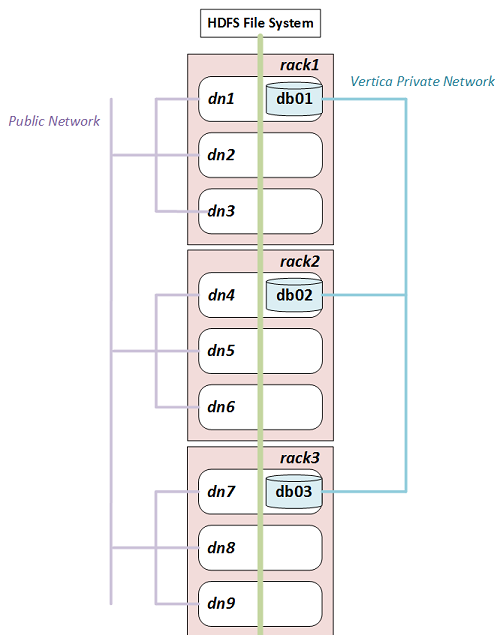 HDFS File System
rack1
Vertica Private Network
Public Network
dn1
db01
dn2
dn3
rack2
dn4
db02
dn5
dn6
rack3
dn7
db03
dn8
dn9